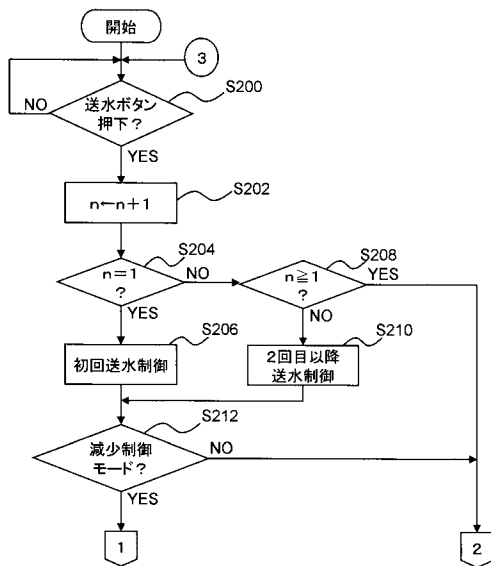 開始
3
S200
送水ボタン
押下？
NO
YES
S202
n←n＋1
S204
n＝1
？
NO
YES
S208
n≧1
？
YES
NO
S206
初回送水制御
S210
2回目以降
送水制御
S212
減少制御
モード？
NO
YES
1
2